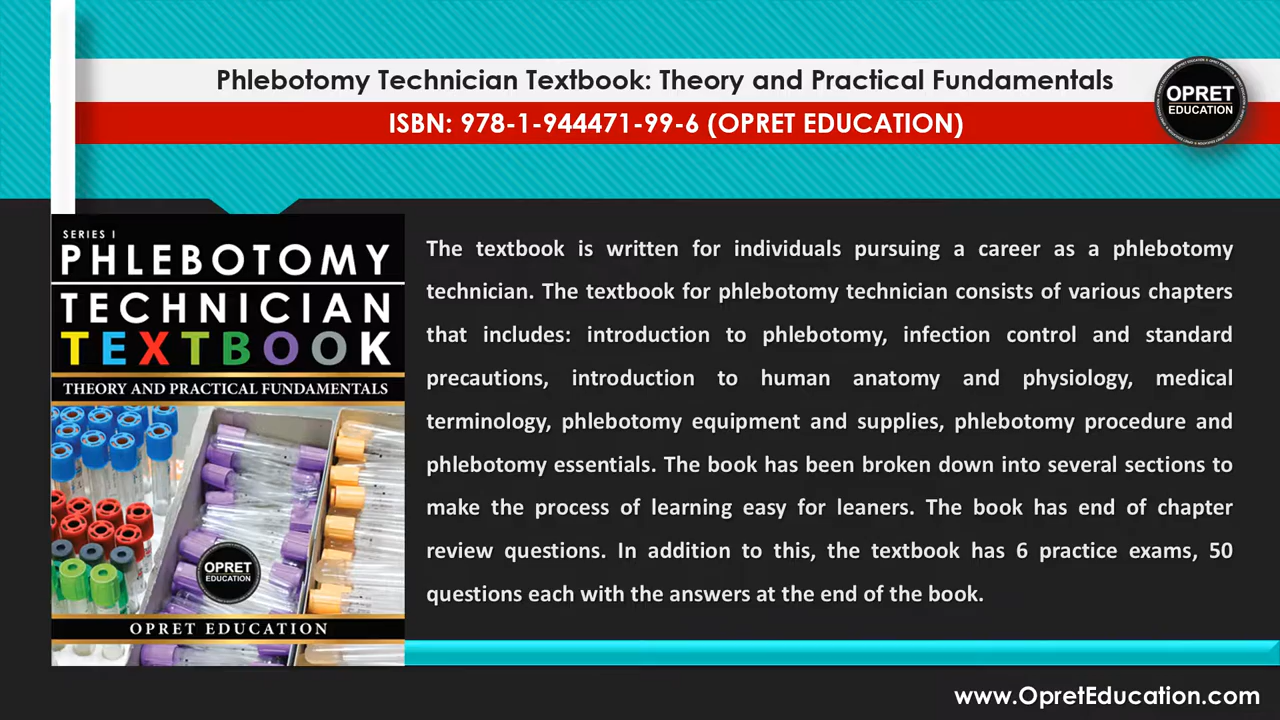 Phlebotomy Technician Textbook: Theory and Practical Fundamentals
ISBN: 978-1-944471-99-6 (OPRET EDUCATION)
OPRET
EDUCATION
SERIES I
PHLEBOTOMY
TECHNICIAN
TEXTBOOK
THEORY AND PRACTICAL FUNDAMENTALS
OPRET
EDUCATION
OPRET EDUCATION
The textbook is written for individuals pursuing a career as a phlebotomy
technician. The textbook for phlebotomy technician consists of various chapters
that includes: introduction to phlebotomy, infection control and standard
precautions, introduction to human anatomy and physiology, medical
terminology, phlebotomy equipment and supplies, phlebotomy procedure and
phlebotomy essentials. The book has been broken down into several sections to
make the process of learning easy for leaners. The book has end of chapter
review questions. In addition to this, the textbook has 6 practice exams, 50
questions each with the answers at the end of the book.
www.OpretEducation.com